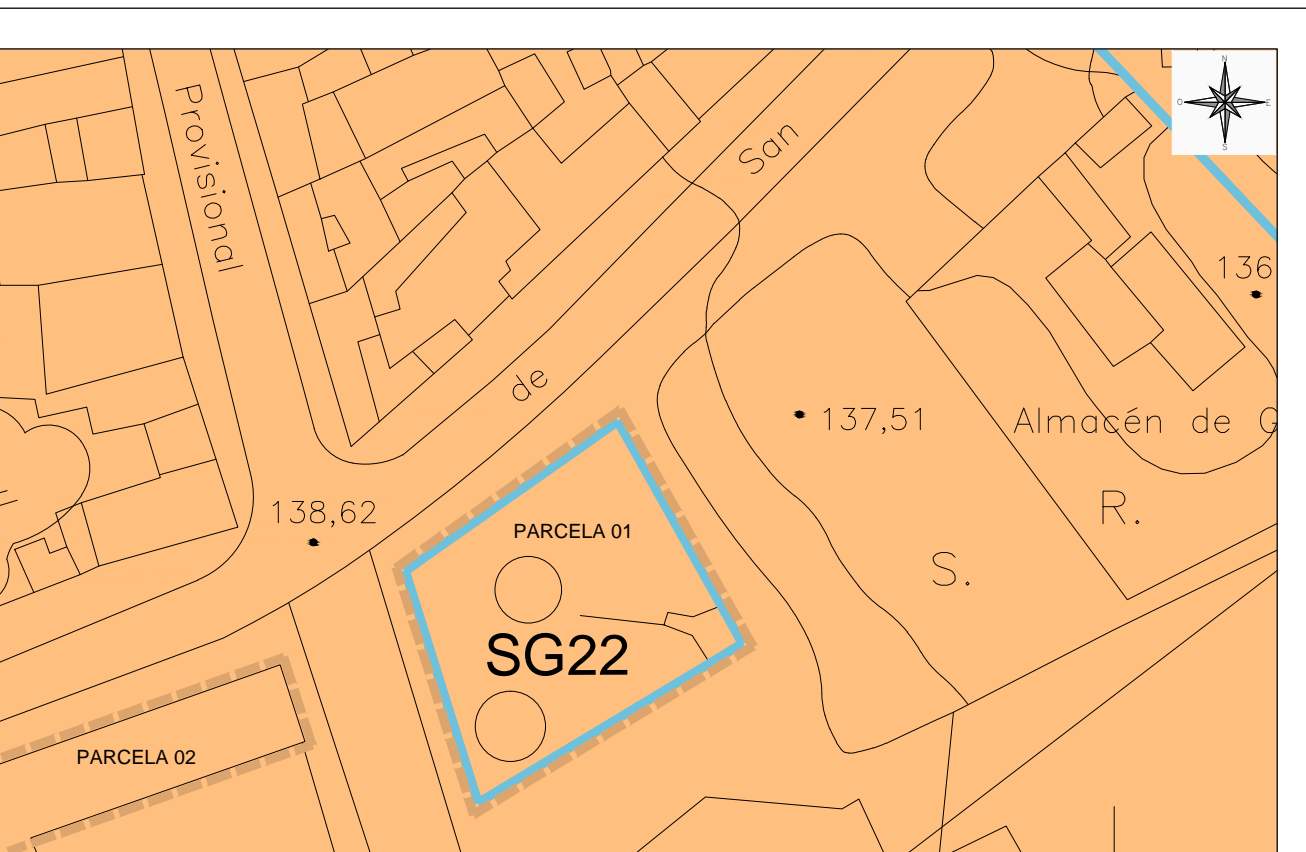 N
O
E
S
Provisional
San
de
136
137,51
Almacén de G
R.
S.
138,62
PARCELA 01
SG22
PARCELA 02